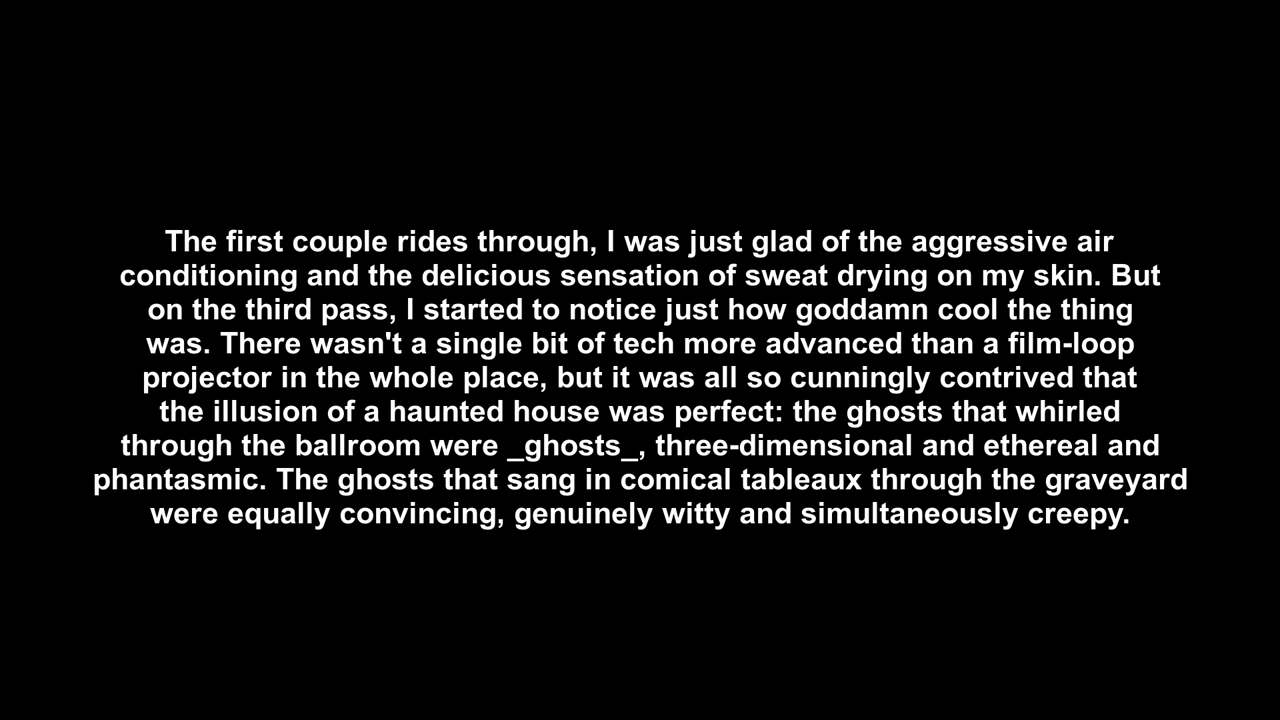 The first couple rides through, I was just glad of the aggressive air
conditioning and the delicious sensation of sweat drying on my skin. But
on the third pass, I started to notice just how goddamn cool the thing
was. There wasn't a single bit of tech more advanced than a film-loop
projector in the whole place, but it was all so cunningly contrived that
the illusion of a haunted house was perfect: the ghosts that whirled
through the ballroom were _ghosts_, three-dimensional and ethereal and
phantasmic. The ghosts that sang in comical tableaux through the graveyard
were equally convincing, genuinely witty and simultaneously creepy.